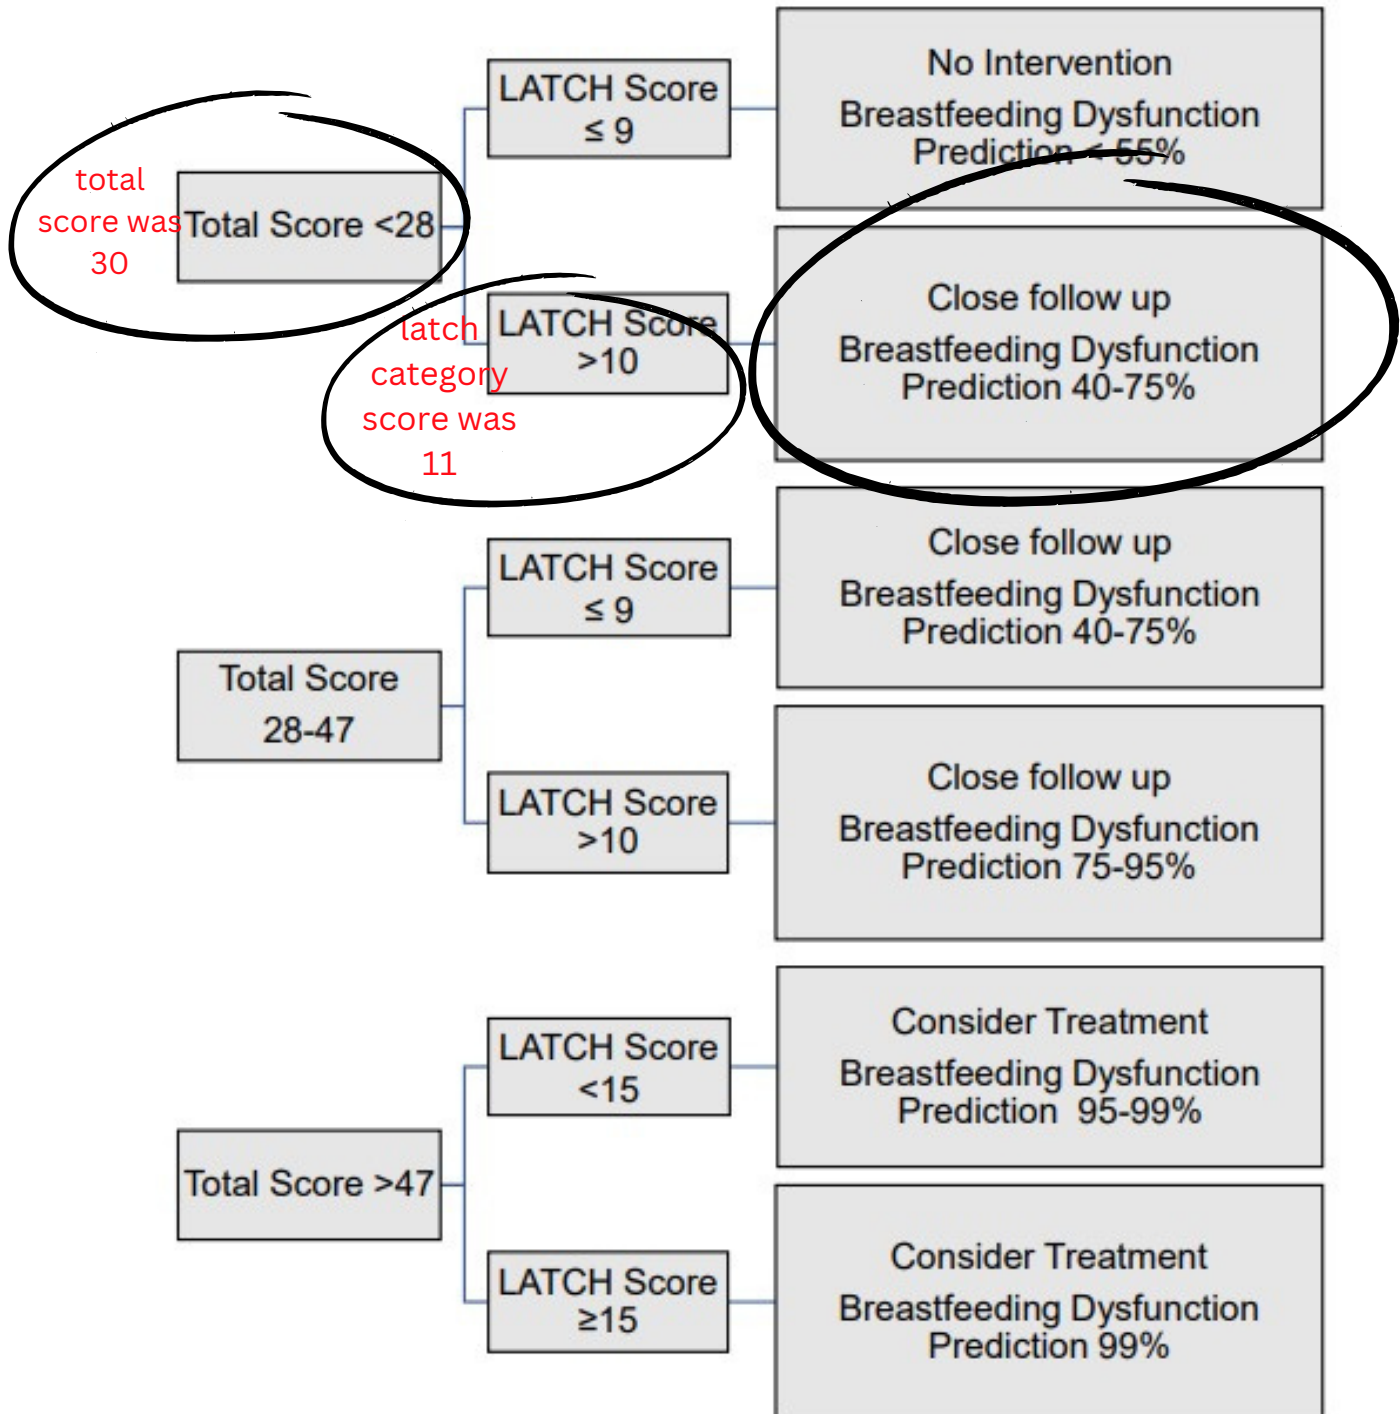 total
score was
30
Total Score <28
LATCH Score
≤ 9
No Intervention
Breastfeeding Dysfunction
Prediction < 55%
latch
category
score was
11
LATCH Score
>10
Close follow up
Breastfeeding Dysfunction
Prediction 40-75%
Total Score
28-47
LATCH Score
≤ 9
Close follow up
Breastfeeding Dysfunction
Prediction 40-75%
LATCH Score
>10
Close follow up
Breastfeeding Dysfunction
Prediction 75-95%
Total Score >47
LATCH Score
<15
Consider Treatment
Breastfeeding Dysfunction
Prediction 95-99%
LATCH Score
≥15
Consider Treatment
Breastfeeding Dysfunction
Prediction 99%